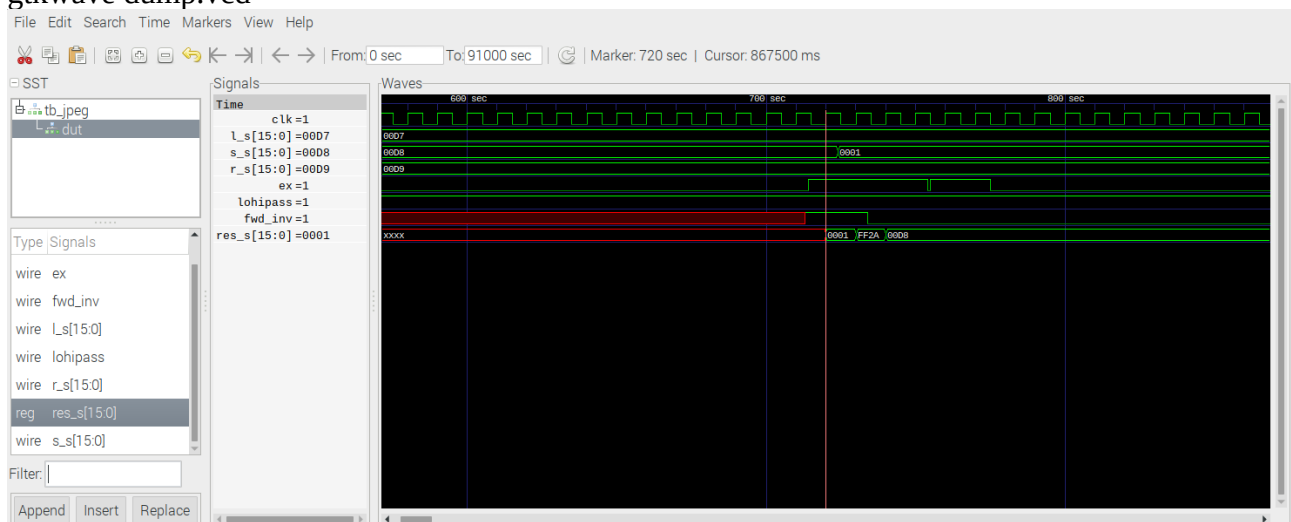 gtkwave dump.vcd
File Edit Search Time Markers View Help
From: 0 sec To: 91000 sec | Marker: 720 sec | Cursor: 867500 ms
SST
Signals
Waves
tb_jpeg
dut
Time
600 sec 700 sec 800 sec
clk=1
l_s[15:0]=00D7 00D7
s_s[15:0]=00D8 00D8 0001
r_s[15:0]=00D9 00D9
ex=1
lohipass=1
fwd_inv=1
res_s[15:0]=0001 xxxx 0001 FF2A 00D8
Type Signals
wire ex
wire fwd_inv
wire l_s[15:0]
wire lohipass
wire r_s[15:0]
reg res_s[15:0]
wire s_s[15:0]
Filter:
Append Insert Replace